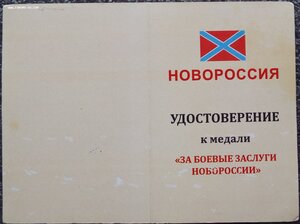 НОВОРОССИЯ
УДОСТОВЕРЕНИЕ
к медали
«ЗА БОЕВЫЕ ЗАСЛУГИ
НОВОРОССИИ»